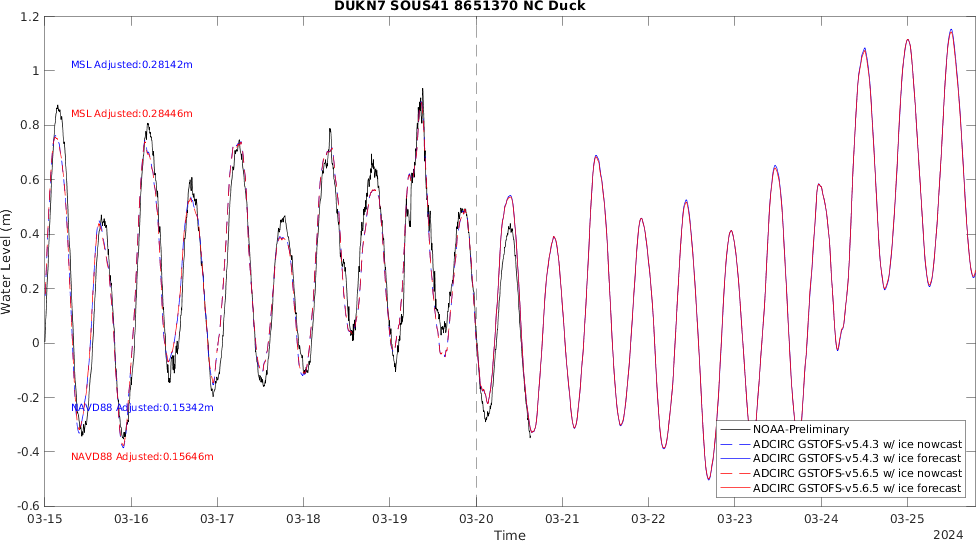 DUKN7 SOUS41 8651370 NC Duck
Water Level (m)
1.2
1
0.8
0.6
0.4
0.2
0
-0.2
-0.4
-0.6
MSL Adjusted:0.28142m
MSL Adjusted:0.28446m
NAVD88 Adjusted:0.15342m
NAVD88 Adjusted:0.15646m
NOAA-Preliminary
ADCIRC GSTOFS-v5.4.3 w/ ice nowcast
ADCIRC GSTOFS-v5.4.3 w/ ice forecast
ADCIRC GSTOFS-v5.6.5 w/ ice nowcast
ADCIRC GSTOFS-v5.6.5 w/ ice forecast
03-15 03-16 03-17 03-18 03-19 03-20 03-21 03-22 03-23 03-24 03-25
Time
2024